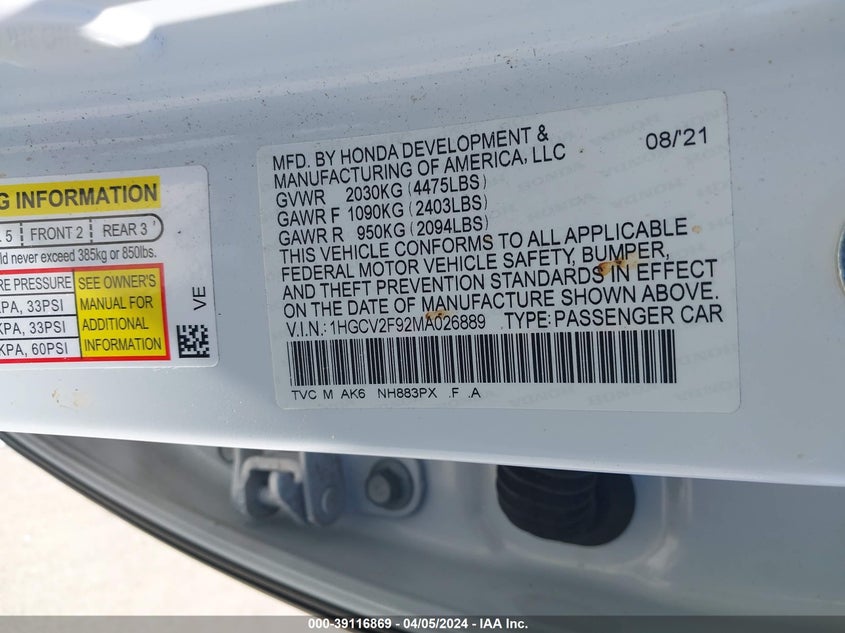 G INFORMATION
5 FRONT 2 REAR 3
ld never exceed 385kg or 850lbs.
RE PRESSURE SEE OWNER'S
KPA, 33PSI MANUAL FOR
KPA, 33PSI ADDITIONAL
KPA, 60PSI INFORMATION
VE
MFD. BY HONDA DEVELOPMENT & 08/'21
MANUFACTURING OF AMERICA, LLC
GVWR 2030KG (4475LBS)
GAWR F 1090KG (2403LBS)
GAWR R 950KG (2094LBS)
THIS VEHICLE CONFORMS TO ALL APPLICABLE
FEDERAL MOTOR VEHICLE SAFETY, BUMPER,
AND THEFT PREVENTION STANDARDS IN EFFECT
ON THE DATE OF MANUFACTURE SHOWN ABOVE.
V.I.N.: 1HGCV2F92MA026889 TYPE: PASSENGER CAR
TVC M AK6 NH883PX .F .A
000-39116869 - 04/05/2024 - IAA Inc.